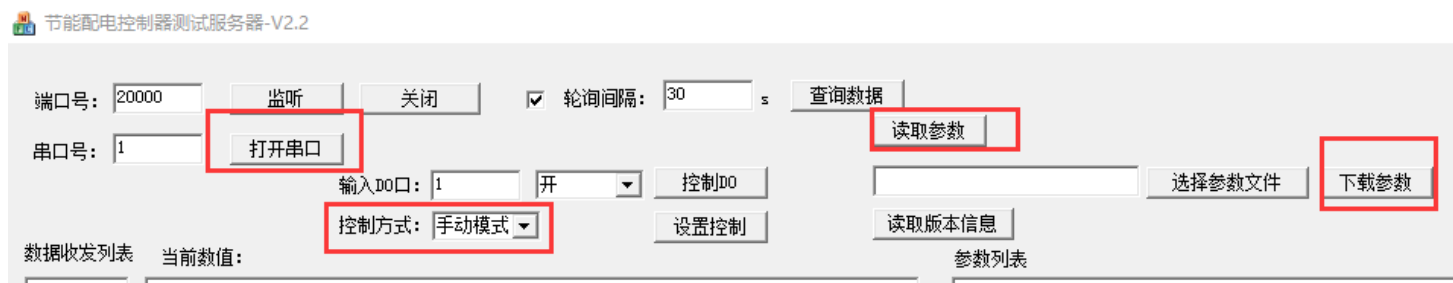 节能配电控制器测试服务器-V2.2
端口号: 20000 监听 关闭 轮询间隔: 30 s 查询数据
读取参数
串口号: 1 打开串口
输入DO口: 1 开 控制DO 选择参数文件 下载参数
控制方式: 手动模式 设置控制 读取版本信息
数据收发列表 当前数值: 参数列表